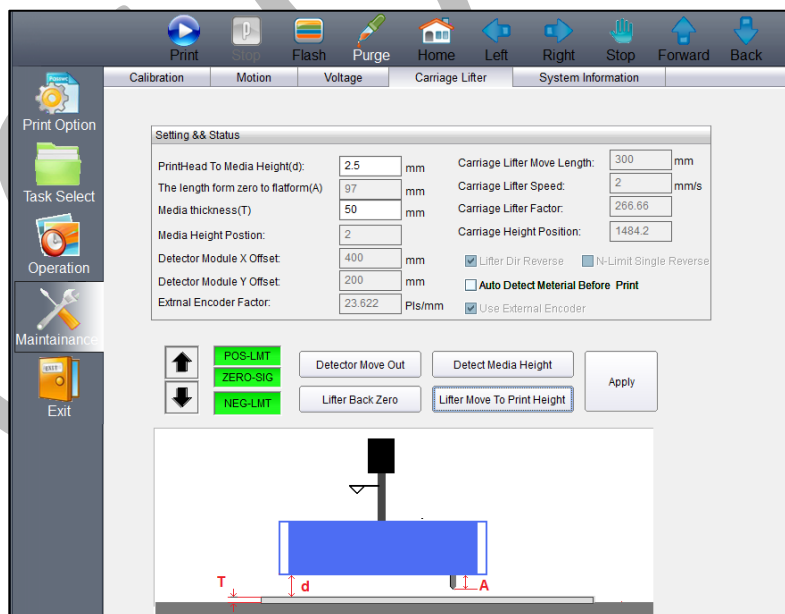 Print Stop Flash Purge Home Left Right Stop Forward Back
Calibration Motion Voltage Carriage Lifter System Information
Print Option
Task Select
Operation
Maintainance
Exit
Setting && Status
PrintHead To Media Height(d): 2.5 mm Carriage Lifter Move Length: 300 mm
The length form zero to flatform(A) 97 mm Carriage Lifter Speed: 2 mm/s
Media thickness(T) 50 mm Carriage Lifter Factor: 266.66
Media Height Postion: 2 Carriage Height Position: 1484.2
Detector Module X Offset: 400 mm Lifter Dir Reverse N-Limit Single Reverse
Detector Module Y Offset: 200 mm Auto Detect Meterial Before Print
Extrnal Encoder Factor: 23.622 Pls/mm Use External Encoder
POS-LMT
ZERO-SIG
NEG-LMT
Detector Move Out Detect Media Height
Lifter Back Zero Lifter Move To Print Height
Apply
T d A